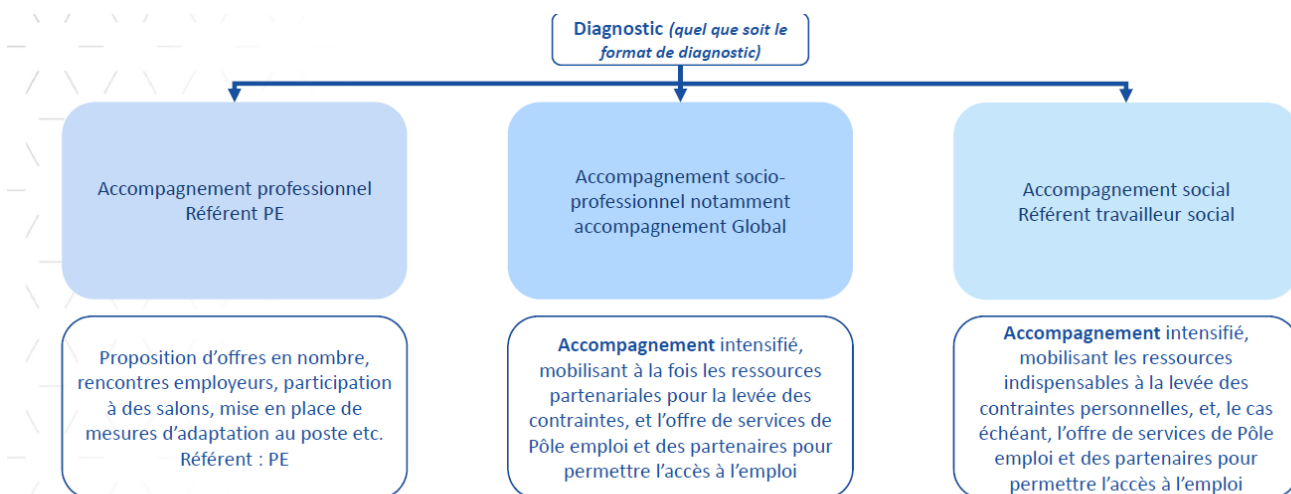 Diagnostic (quel que soit le
format de diagnostic)
Accompagnement professionnel
Référent PE
Accompagnement socio-
professionnel notamment
accompagnement Global
Accompagnement social
Référent travailleur social
Proposition d’offres en nombre,
rencontres employeurs, participation
à des salons, mise en place de
mesures d’adaptation au poste etc.
Référent : PE
Accompagnement intensifié,
mobilisant à la fois les ressources
partenariales pour la levée des
contraintes, et l’offre de services de
Pôle emploi et des partenaires pour
permettre l’accès à l’emploi
Accompagnement intensifié,
mobilisant les ressources
indispensables à la levée des
contraintes personnelles, et, le cas
échéant, l’offre de services de Pôle
emploi et des partenaires pour
permettre l’accès à l’emploi